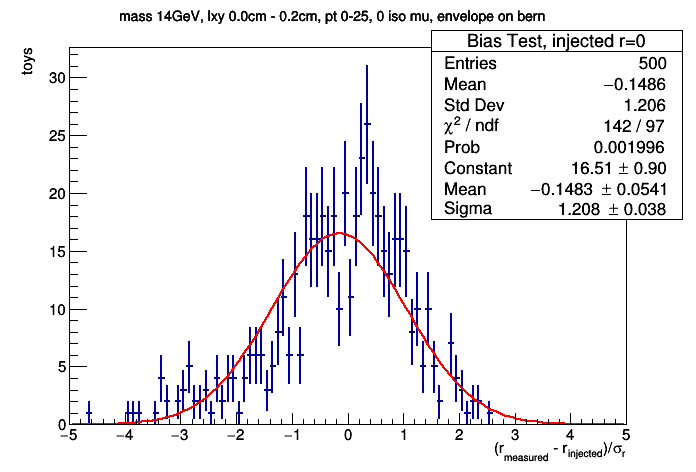 mass 14GeV, lxy 0.0cm - 0.2cm, pt 0-25, 0 iso mu, envelope on bern
Bias Test, injected r=0
Entries 500
Mean −0.1486
Std Dev 1.206
χ² / ndf 142 / 97
Prob 0.001996
Constant 16.51 ± 0.90
Mean −0.1483 ± 0.0541
Sigma 1.208 ± 0.038
toys
30
25
20
15
10
5
0
−5 −4 −3 −2 −1 0 1 2 3 4 5
(r_measured - r_injected)/σ_r